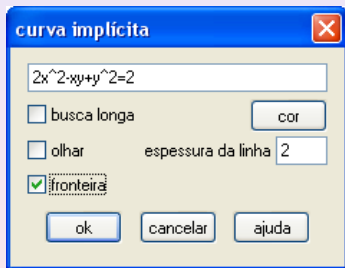 curva implícita
2x^2-xy+y^2=2
busca longa
cor
olhar espessura da linha 2
fronteira
ok cancelar ajuda